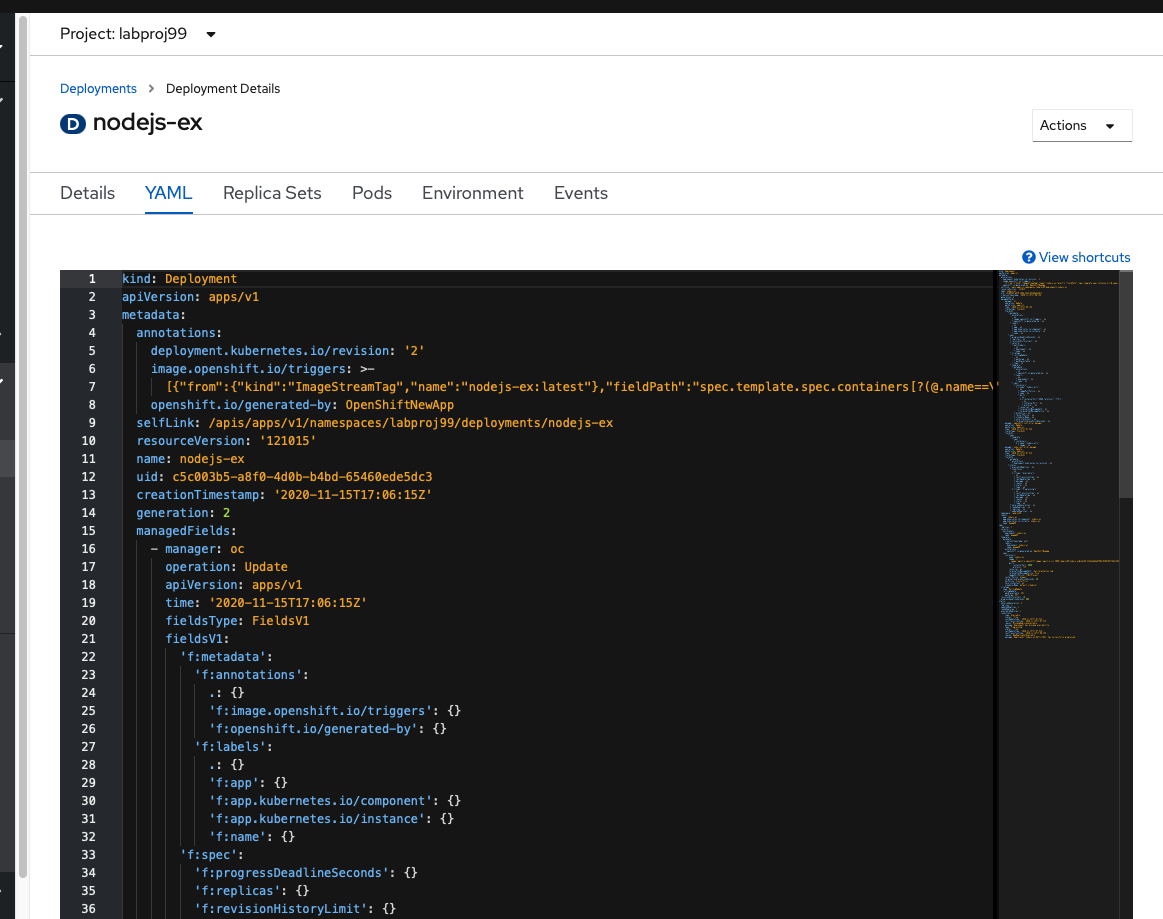 Project: labproj99
Deployments > Deployment Details
D nodejs-ex
Actions
Details YAML Replica Sets Pods Environment Events
View shortcuts
1 kind: Deployment
2 apiVersion: apps/v1
3 metadata:
4 annotations:
5 deployment.kubernetes.io/revision: '2'
6 image.openshift.io/triggers: >-
7 [{"from":{"kind":"ImageStreamTag","name":"nodejs-ex:latest"},"fieldPath":"spec.template.spec.containers[?(@.name==\"
8 openshift.io/generated-by: OpenShiftNewApp
9 selfLink: /apis/apps/v1/namespaces/labproj99/deployments/nodejs-ex
10 resourceVersion: '121015'
11 name: nodejs-ex
12 uid: c5c003b5-a8f0-4d0b-b4bd-65460ede5dc3
13 creationTimestamp: '2020-11-15T17:06:15Z'
14 generation: 2
15 managedFields:
16 - manager: oc
17 operation: Update
18 apiVersion: apps/v1
19 time: '2020-11-15T17:06:15Z'
20 fieldsType: FieldsV1
21 fieldsV1:
22 'f:metadata':
23 'f:annotations':
24 .: {}
25 'f:image.openshift.io/triggers': {}
26 'f:openshift.io/generated-by': {}
27 'f:labels':
28 .: {}
29 'f:app': {}
30 'f:app.kubernetes.io/component': {}
31 'f:app.kubernetes.io/instance': {}
32 'f:name': {}
33 'f:spec':
34 'f:progressDeadlineSeconds': {}
35 'f:replicas': {}
36 'f:revisionHistoryLimit': {}